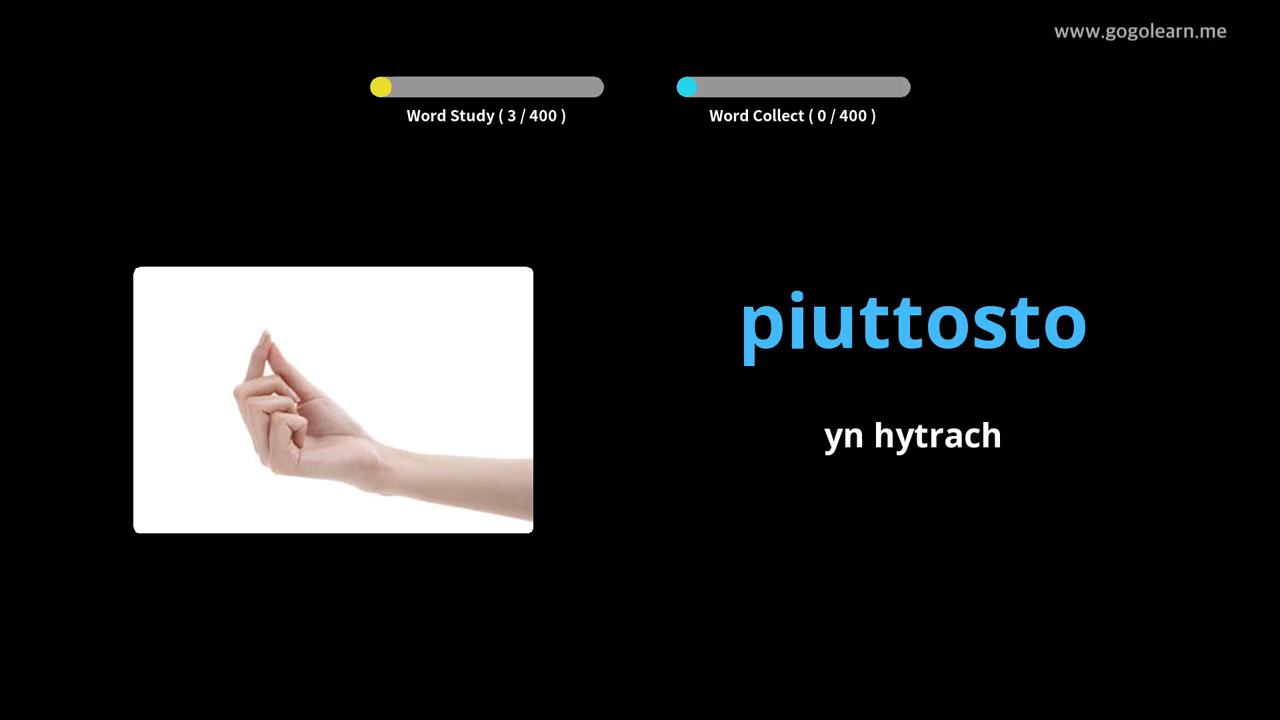 www.gogolearn.me
Word Study ( 3 / 400 )
Word Collect ( 0 / 400 )
piuttosto
yn hytrach